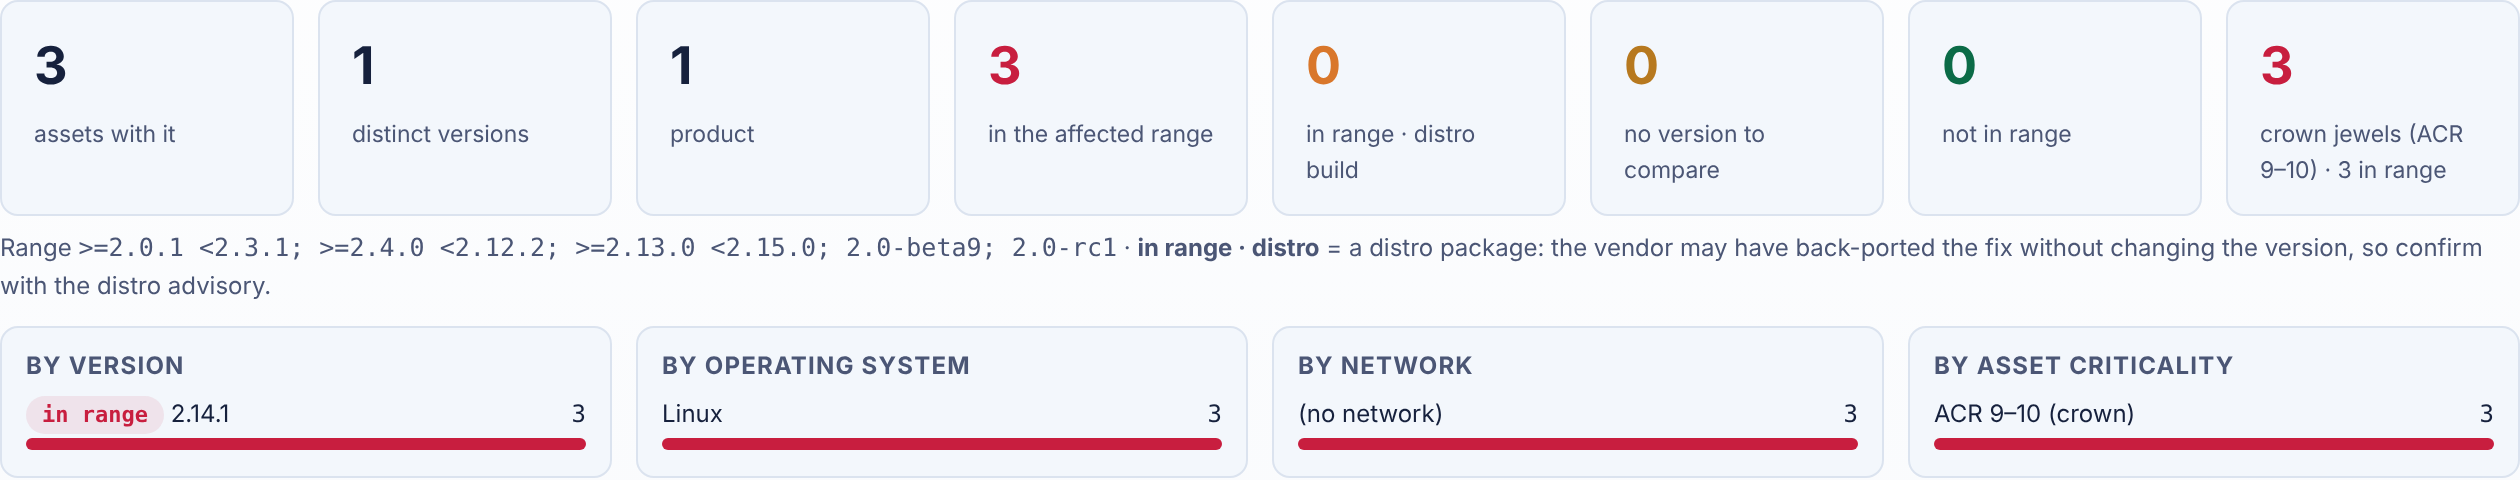 3
assets with it
1
distinct versions
1
product
3
in the affected range
0
in range · distro
build
0
no version to
compare
0
not in range
3
crown jewels (ACR
9–10) · 3 in range
Range >=2.0.1 <2.3.1; >=2.4.0 <2.12.2; >=2.13.0 <2.15.0; 2.0-beta9; 2.0-rc1 · in range · distro = a distro package: the vendor may have back-ported the fix without changing the version, so confirm
with the distro advisory.
BY VERSION
in range 2.14.1 3
BY OPERATING SYSTEM
Linux 3
BY NETWORK
(no network) 3
BY ASSET CRITICALITY
ACR 9–10 (crown) 3